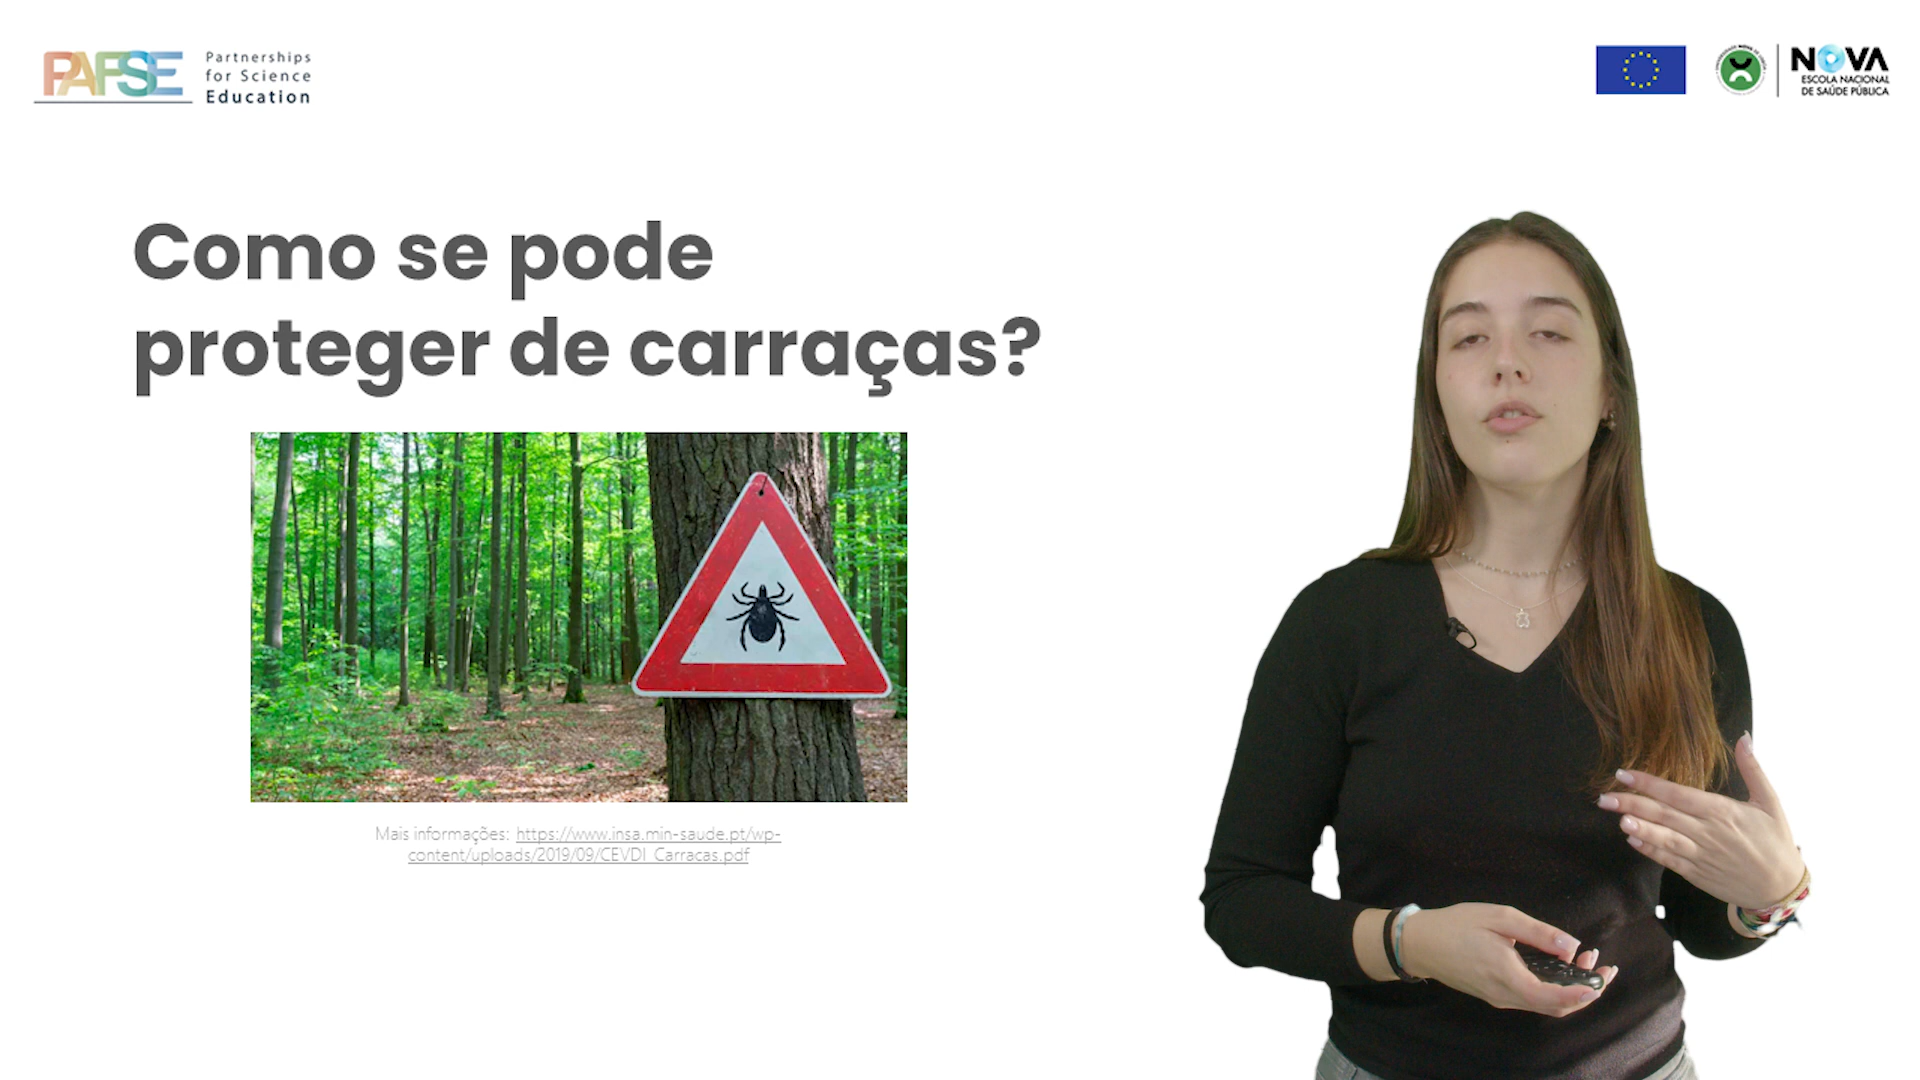 PAFSE
Partnerships
for Science
Education
NOVA
ESCOLA NACIONAL
DE SAÚDE PÚBLICA
Como se pode
proteger de carraças?
Mais informações: https://www.insa.min-saude.pt/wp-
content/uploads/2019/09/CEVDI_Carracas.pdf